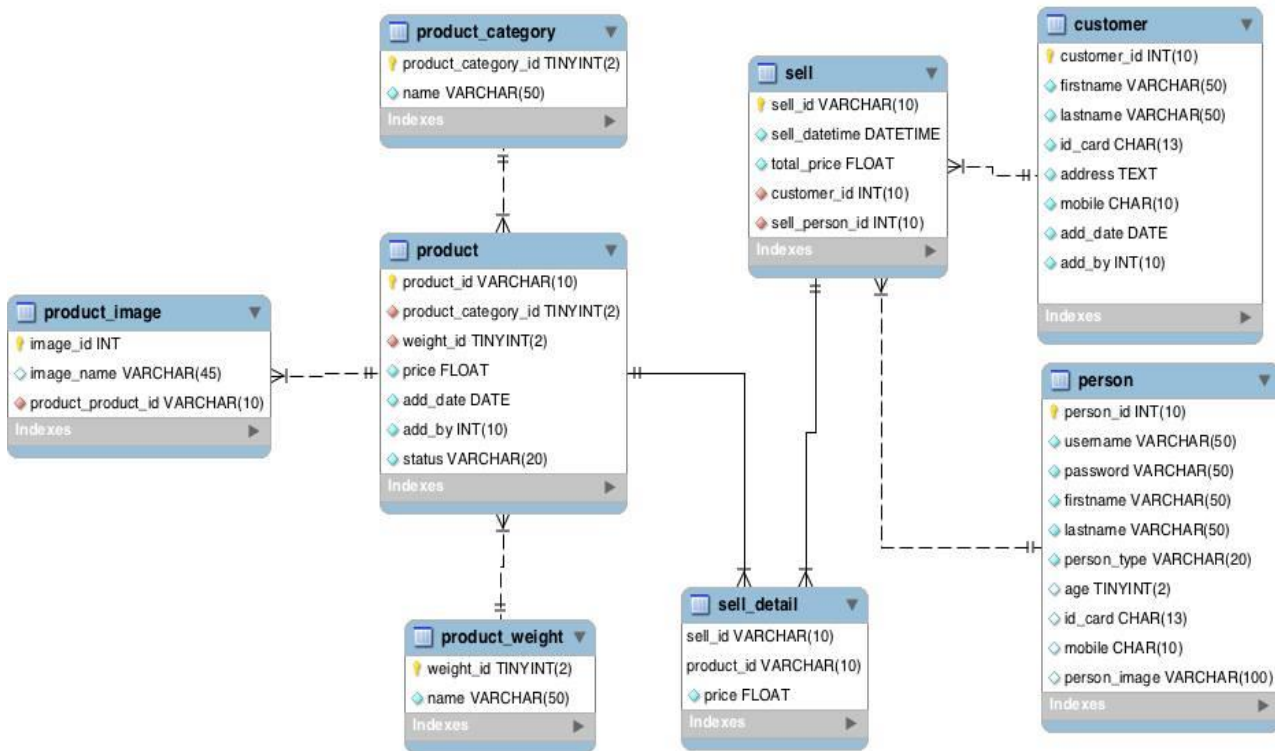 product_category
product_category_id TINYINT(2)
name VARCHAR(50)
Indexes
sell
sell_id VARCHAR(10)
sell_datetime DATETIME
total_price FLOAT
customer_id INT(10)
sell_person_id INT(10)
Indexes
customer
customer_id INT(10)
firstname VARCHAR(50)
lastname VARCHAR(50)
id_card CHAR(13)
address TEXT
mobile CHAR(10)
add_date DATE
add_by INT(10)
Indexes
product_image
image_id INT
image_name VARCHAR(45)
product_product_id VARCHAR(10)
Indexes
product
product_id VARCHAR(10)
product_category_id TINYINT(2)
weight_id TINYINT(2)
price FLOAT
add_date DATE
add_by INT(10)
status VARCHAR(20)
Indexes
person
person_id INT(10)
username VARCHAR(50)
password VARCHAR(50)
firstname VARCHAR(50)
lastname VARCHAR(50)
person_type VARCHAR(20)
age TINYINT(2)
id_card CHAR(13)
mobile CHAR(10)
person_image VARCHAR(100)
Indexes
product_weight
weight_id TINYINT(2)
name VARCHAR(50)
Indexes
sell_detail
sell_id VARCHAR(10)
product_id VARCHAR(10)
price FLOAT
Indexes